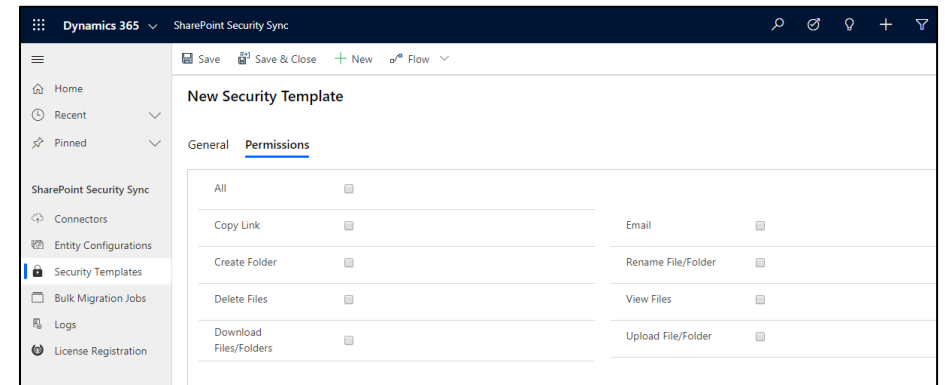 Dynamics 365 SharePoint Security Sync
Save Save & Close New Flow
Home
Recent
Pinned
SharePoint Security Sync
Connectors
Entity Configurations
Security Templates
Bulk Migration Jobs
Logs
License Registration
New Security Template
General Permissions
All
Copy Link Email
Create Folder Rename File/Folder
Delete Files View Files
Download
Files/Folders
Upload File/Folder